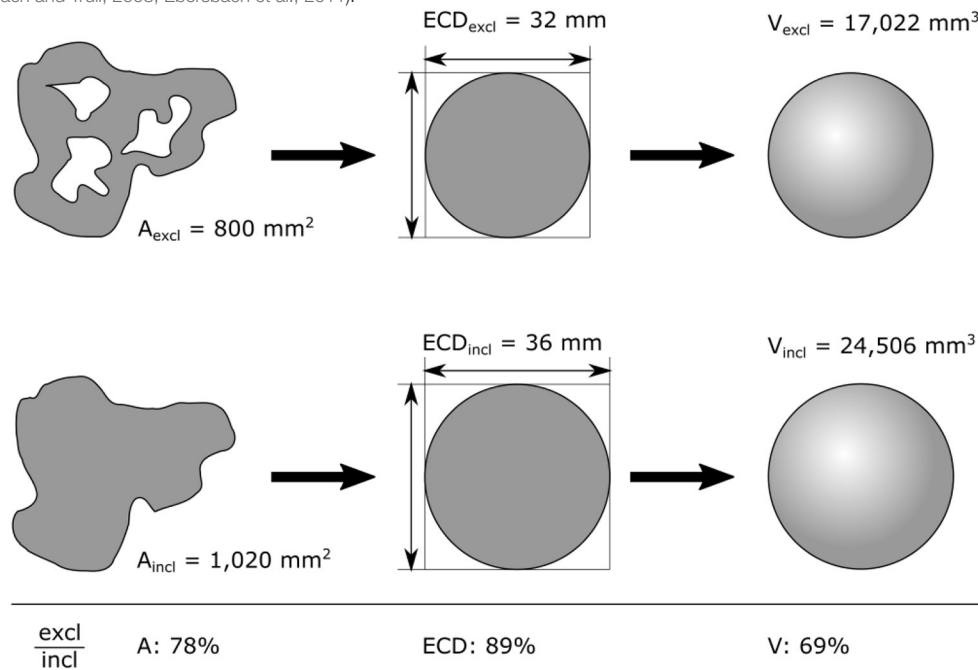 ECD_excl = 32 mm
V_excl = 17,022 mm³
A_excl = 800 mm²
ECD_incl = 36 mm
V_incl = 24,506 mm³
A_incl = 1,020 mm²
excl
incl
A: 78%
ECD: 89%
V: 69%